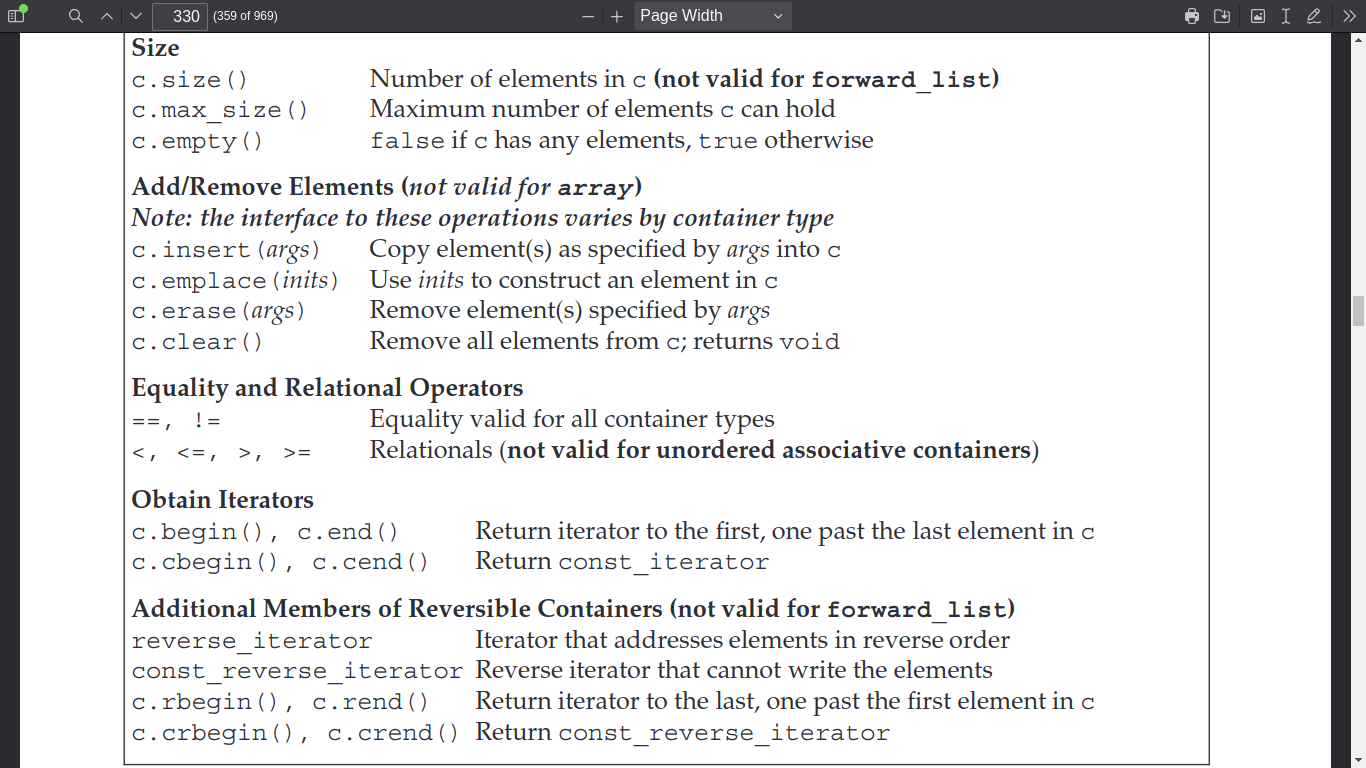 330 (359 of 969) Page Width
Size
c.size() Number of elements in c (not valid for forward_list)
c.max_size() Maximum number of elements c can hold
c.empty() false if c has any elements, true otherwise
Add/Remove Elements (not valid for array)
Note: the interface to these operations varies by container type
c.insert(args) Copy element(s) as specified by args into c
c.emplace(inits) Use inits to construct an element in c
c.erase(args) Remove element(s) specified by args
c.clear() Remove all elements from c; returns void
Equality and Relational Operators
==, != Equality valid for all container types
<, <=, >, >= Relationals (not valid for unordered associative containers)
Obtain Iterators
c.begin(), c.end() Return iterator to the first, one past the last element in c
c.cbegin(), c.cend() Return const_iterator
Additional Members of Reversible Containers (not valid for forward_list)
reverse_iterator Iterator that addresses elements in reverse order
const_reverse_iterator Reverse iterator that cannot write the elements
c.rbegin(), c.rend() Return iterator to the last, one past the first element in c
c.crbegin(), c.crend() Return const_reverse_iterator